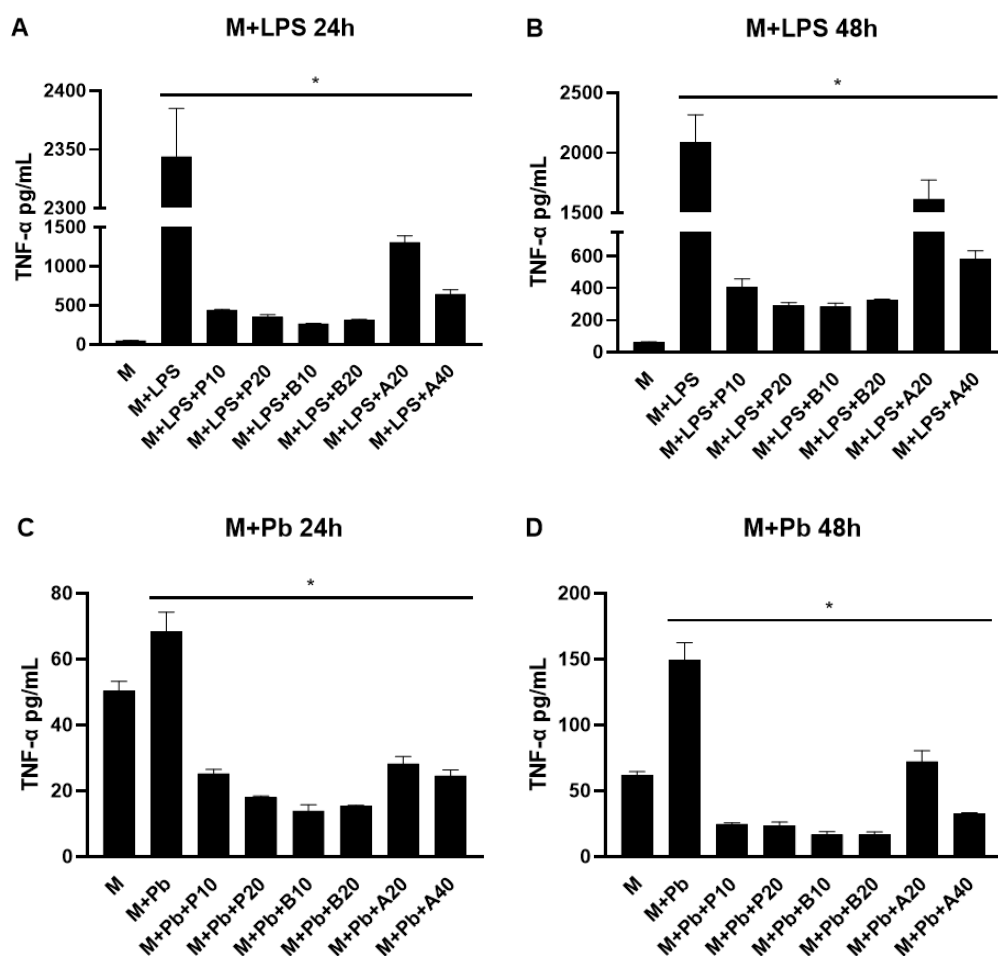 A
M+LPS 24h
*
TNF-α pg/mL
2400
2350
2300
1500
1000
500
0
M
M+LPS
M+LPS+P10
M+LPS+P20
M+LPS+B10
M+LPS+B20
M+LPS+A20
M+LPS+A40
B
M+LPS 48h
*
TNF-α pg/mL
2500
2000
1500
600
400
200
0
M
M+LPS
M+LPS+P10
M+LPS+P20
M+LPS+B10
M+LPS+B20
M+LPS+A20
M+LPS+A40
C
M+Pb 24h
*
TNF-α pg/mL
80
60
40
20
0
M
M+Pb
M+Pb+P10
M+Pb+P20
M+Pb+B10
M+Pb+B20
M+Pb+A20
M+Pb+A40
D
M+Pb 48h
*
TNF-α pg/mL
200
150
100
50
0
M
M+Pb
M+Pb+P10
M+Pb+P20
M+Pb+B10
M+Pb+B20
M+Pb+A20
M+Pb+A40